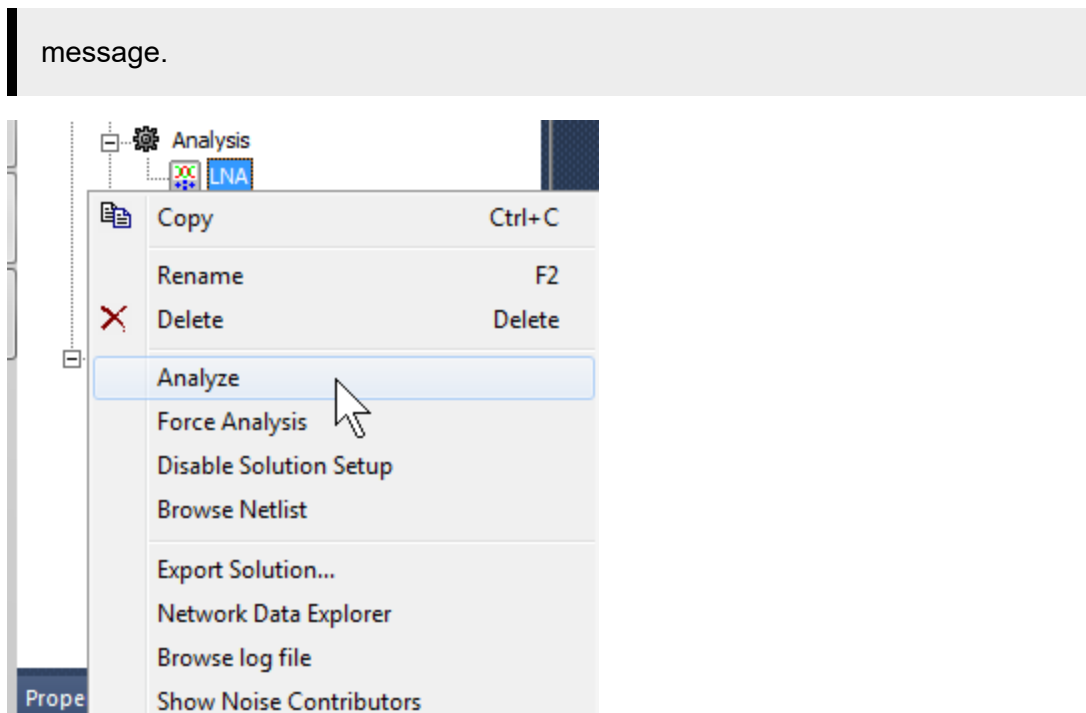 message.
Analysis
LNA
Copy Ctrl+C
Rename F2
Delete Delete
Analyze
Force Analysis
Disable Solution Setup
Browse Netlist
Export Solution...
Network Data Explorer
Browse log file
Prope
Show Noise Contributors